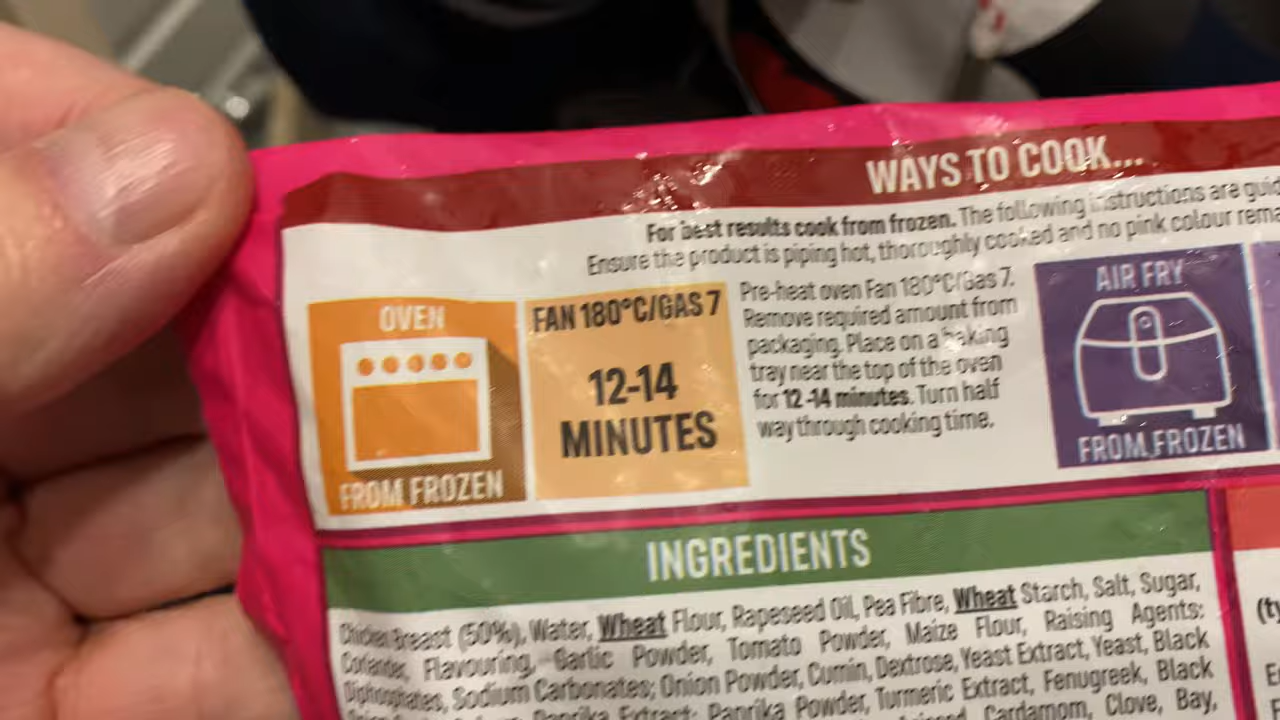 WAYS TO COOK...
For best results cook from frozen. The following instructions are
Ensure the product is piping hot, thoroughly cooked and no pink colour
OVEN
FROM FROZEN
FAN 180°C/GAS 7
12-14
MINUTES
Pre-heat oven Fan 180°C/Gas 7.
Remove required amount from
packaging. Place on a baking
tray near the top of the oven
for 12-14 minutes. Turn half
way through cooking time.
AIR FRY
FROM FROZEN
INGREDIENTS
Chicken Breast (50%), Water, Wheat Flour, Rapeseed Oil, Pea Fibre, Wheat Starch, Salt, Sugar,
Coriander, Flavouring, Garlic Powder, Tomato Powder, Maize Flour, Raising Agents:
Diphosphates, Sodium Carbonates; Onion Powder, Cumin, Dextrose, Yeast Extract, Yeast, Black
Paprika Extract; Paprika Powder, Turmeric Extract, Fenugreek, Black
Cardamom, Clove, Bay,